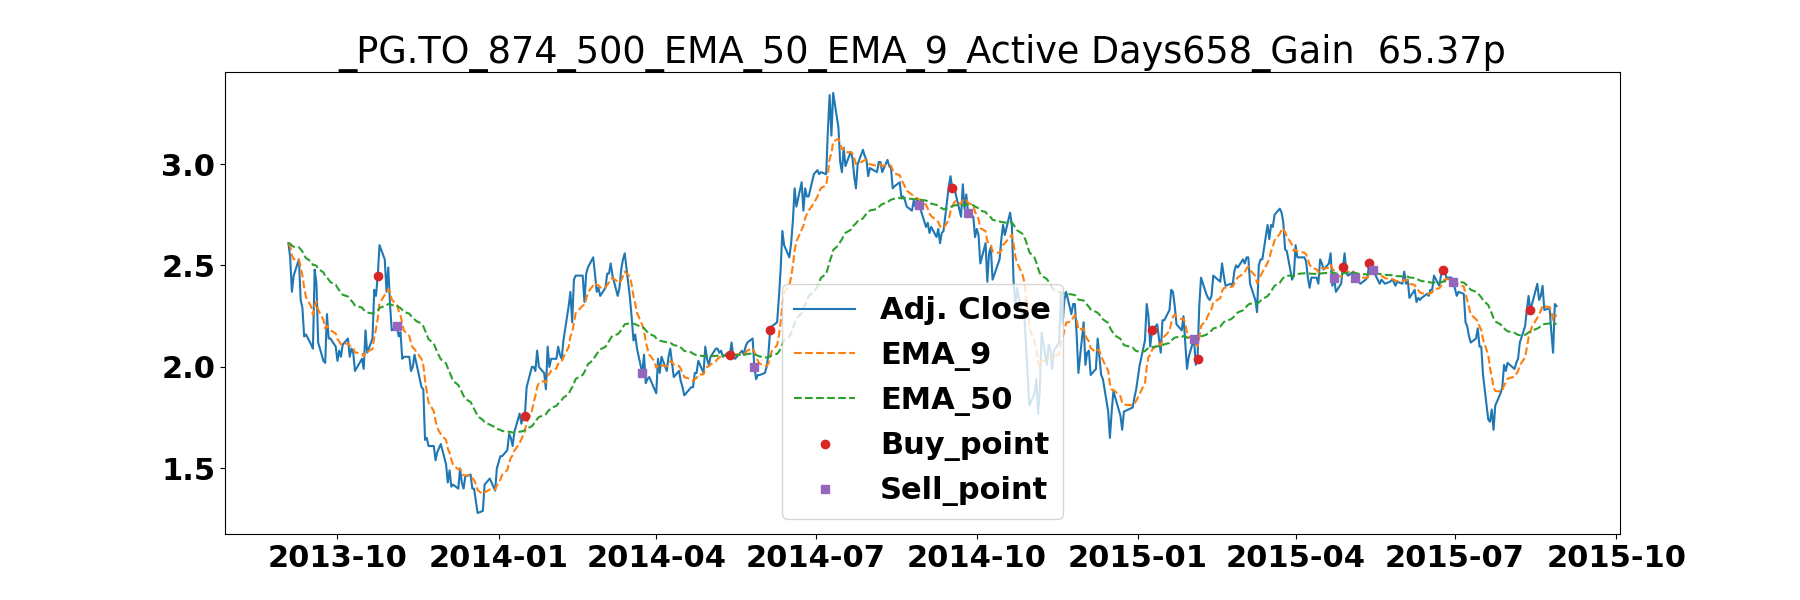 _PG.TO_874_500_EMA_50_EMA_9_Active Days658_Gain  65.37p
3.0
2.5
2.0
1.5
Adj. Close
EMA_9
EMA_50
Buy_point
Sell_point
2013-10 2014-01 2014-04 2014-07 2014-10 2015-01 2015-04 2015-07 2015-10